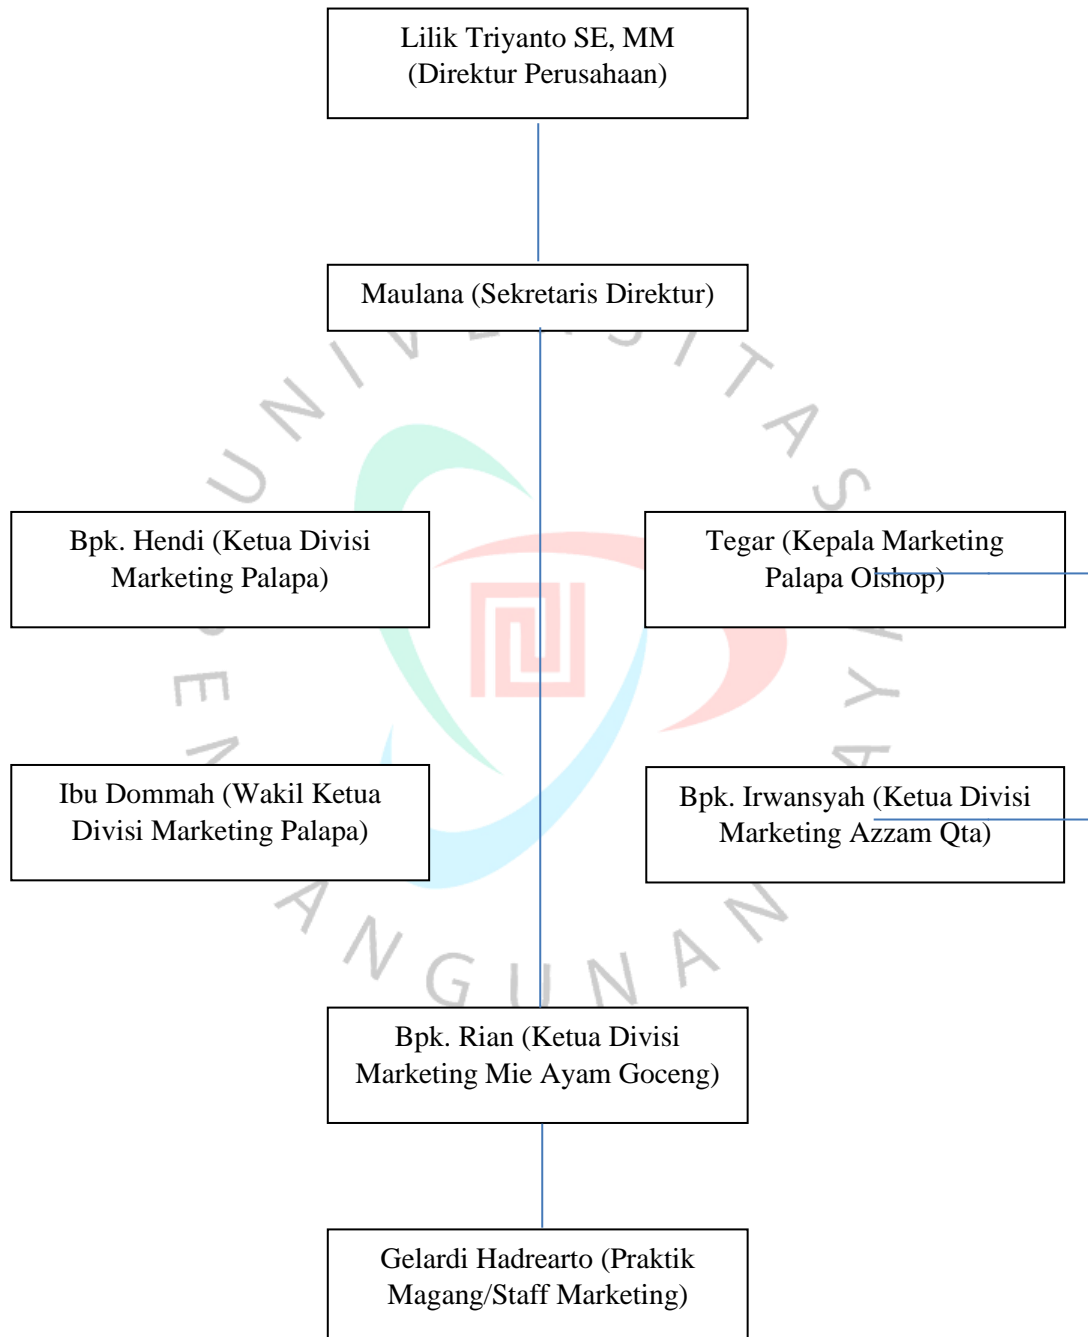 Lilik Triyanto SE, MM
(Direktur Perusahaan)
Maulana (Sekretaris Direktur)
UNIVERSITAS
Bpk. Hendi (Ketua Divisi
Marketing Palapa)
Tegar (Kepala Marketing
Palapa Olshop)
Ibu Dommah (Wakil Ketua
Divisi Marketing Palapa)
Bpk. Irwansyah (Ketua Divisi
Marketing Azzam Qta)
ANGUNAN
Bpk. Rian (Ketua Divisi
Marketing Mie Ayam Goceng)
Gelardi Hadrearto (Praktik
Magang/Staff Marketing)